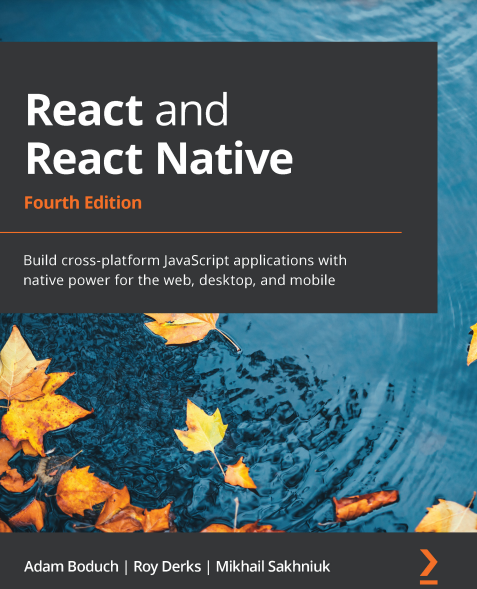 React and
React Native
Fourth Edition
Build cross-platform JavaScript applications with
native power for the web, desktop, and mobile
Adam Boduch | Roy Derks | Mikhail Sakhniuk